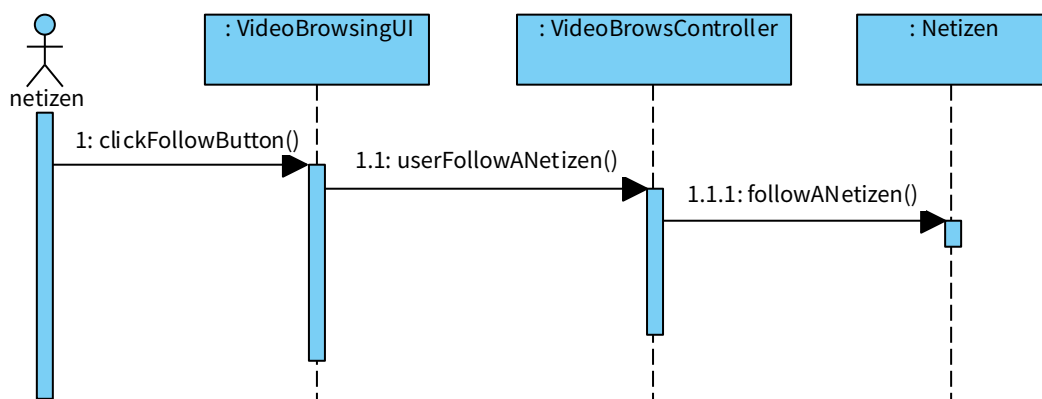 : VideoBrowsingUI
: VideoBrowsController
: Netizen
netizen
1: clickFollowButton()
1.1: userFollowANetizen()
1.1.1: followANetizen()